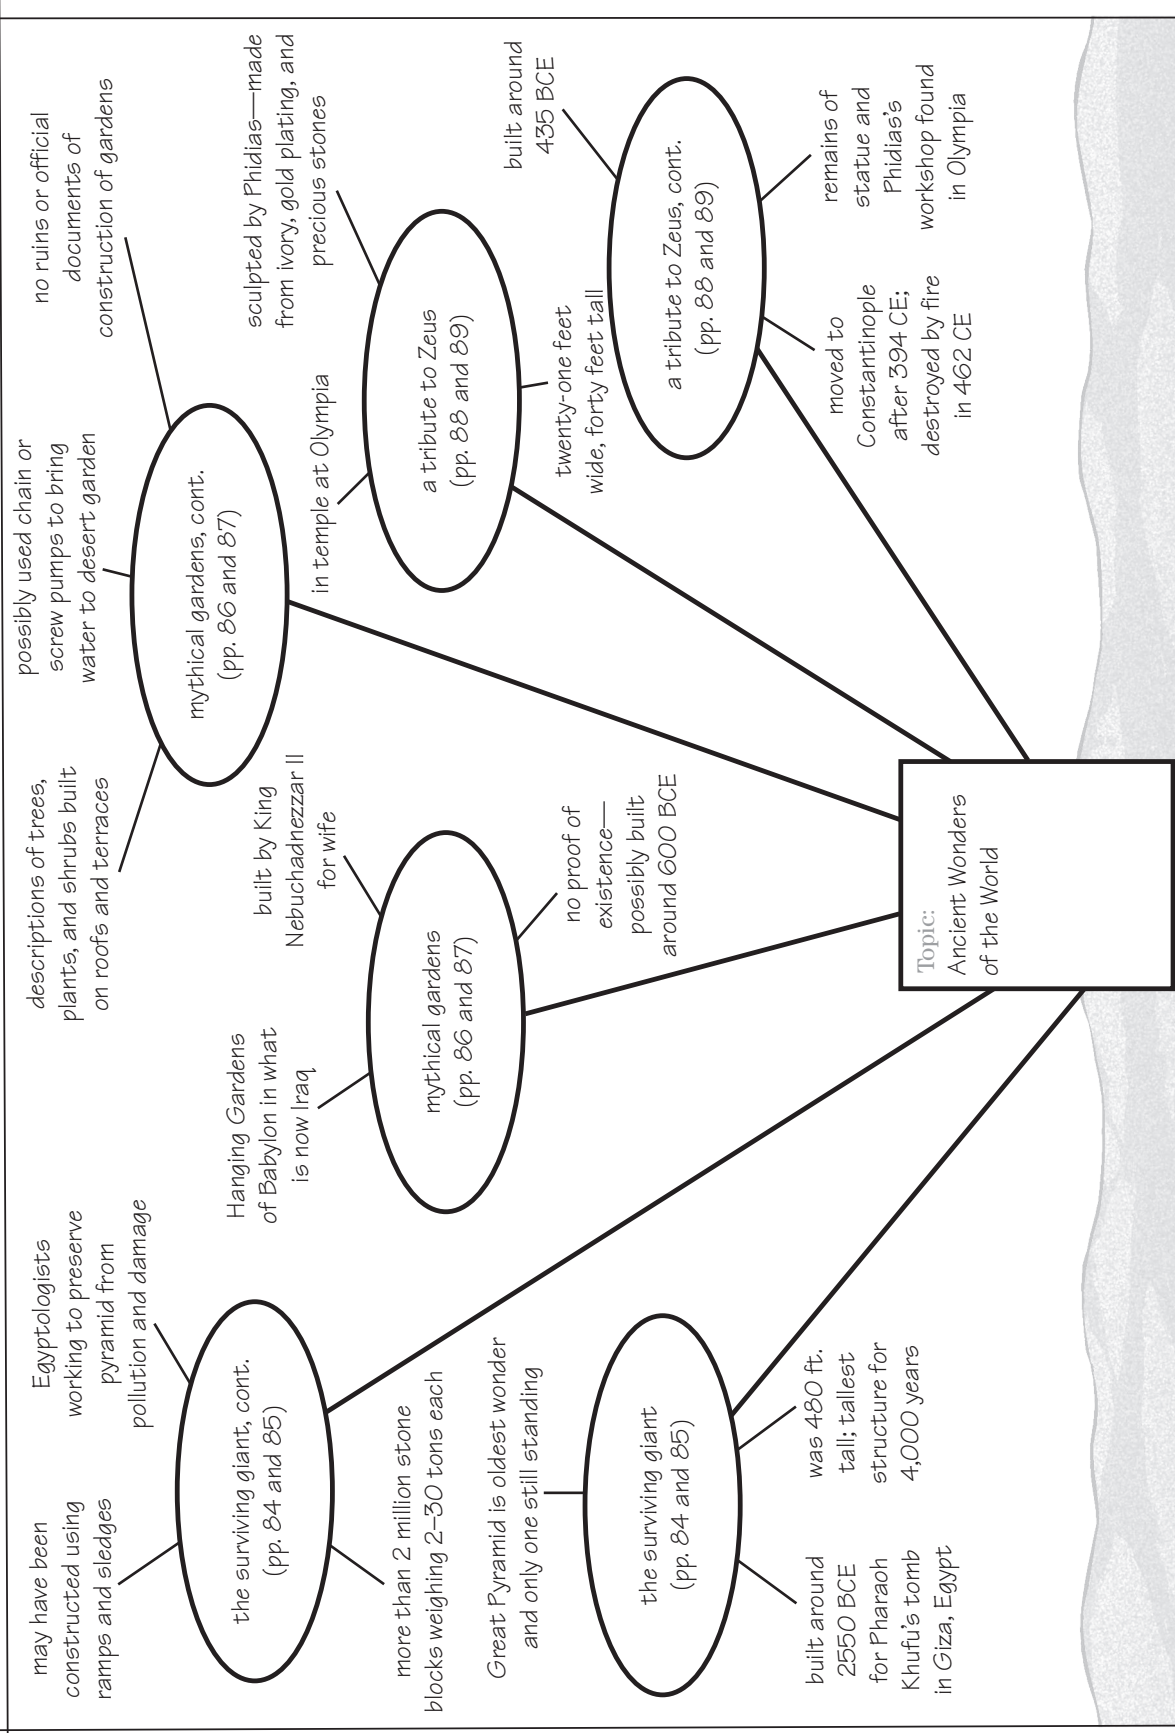 may have been
constructed using
ramps and sledges
Egyptologists
working to preserve
pyramid from
pollution and damage
the surviving giant, cont.
(pp. 84 and 85)
more than 2 million stone
blocks weighing 2–30 tons each
Great Pyramid is oldest wonder
and only one still standing
the surviving giant
(pp. 84 and 85)
built around
2550 BCE
for Pharaoh
Khufu's tomb
in Giza, Egypt
was 480 ft.
tall; tallest
structure for
4,000 years
Hanging Gardens
of Babylon in what
is now Iraq
built by King
Nebuchadnezzar II
for wife
mythical gardens
(pp. 86 and 87)
no proof of
existence—
possibly built
around 600 BCE
descriptions of trees,
plants, and shrubs built
on roofs and terraces
possibly used chain or
screw pumps to bring
water to desert garden
no ruins or official
documents of
construction of gardens
mythical gardens, cont.
(pp. 86 and 87)
in temple at Olympia
sculpted by Phidias—made
from ivory, gold plating, and
precious stones
a tribute to Zeus
(pp. 88 and 89)
twenty-one feet
wide, forty feet tall
built around
435 BCE
a tribute to Zeus, cont.
(pp. 88 and 89)
moved to
Constantinople
after 394 CE;
destroyed by fire
in 462 CE
remains of
statue and
Phidias's
workshop found
in Olympia
Topic:
Ancient Wonders
of the World